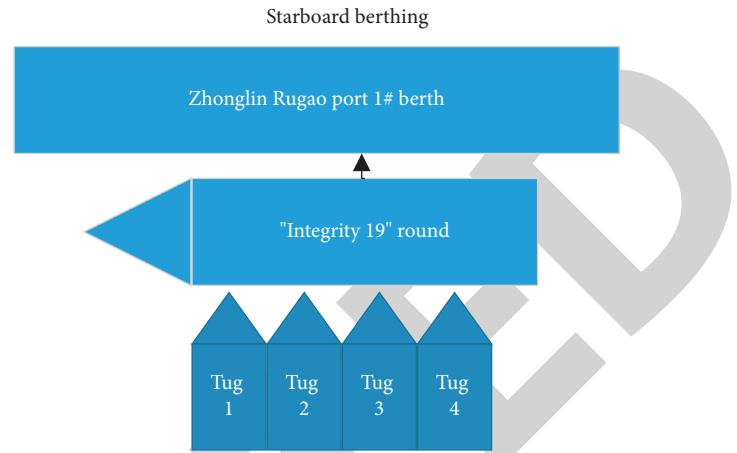 Starboard berthing
Zhonglin Rugao port 1# berth
"Integrity 19" round
Tug
1
Tug
2
Tug
3
Tug
4